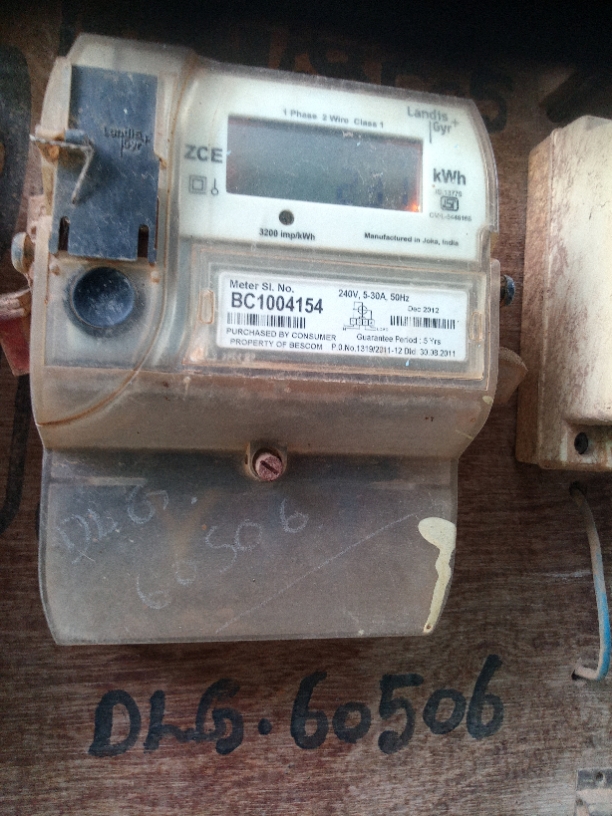 Landis
Gyr
1 Phase 2 Wire Class 1
Landis
Gyr
ZCE
kWh
3200 imp/kWh
Manufactured in Joka, India
Meter Sl. No.
BC1004154
240V, 5-30A, 50Hz
Dec 2012
PURCHASED BY CONSUMER
Guarantee Period : 5 Yrs
PROPERTY OF BESCOM
P.O.No.1319/2011-12 Dtd. 30.08.2011
DLG.
60506
DLG.60506